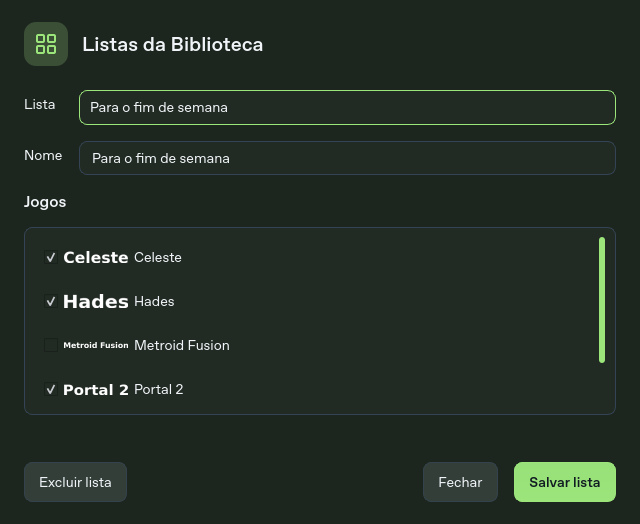 Listas da Biblioteca
Lista
Para o fim de semana
Nome
Para o fim de semana
Jogos
Celeste Celeste
Hades Hades
Metroid Fusion Metroid Fusion
Portal 2 Portal 2
Excluir lista
Fechar
Salvar lista